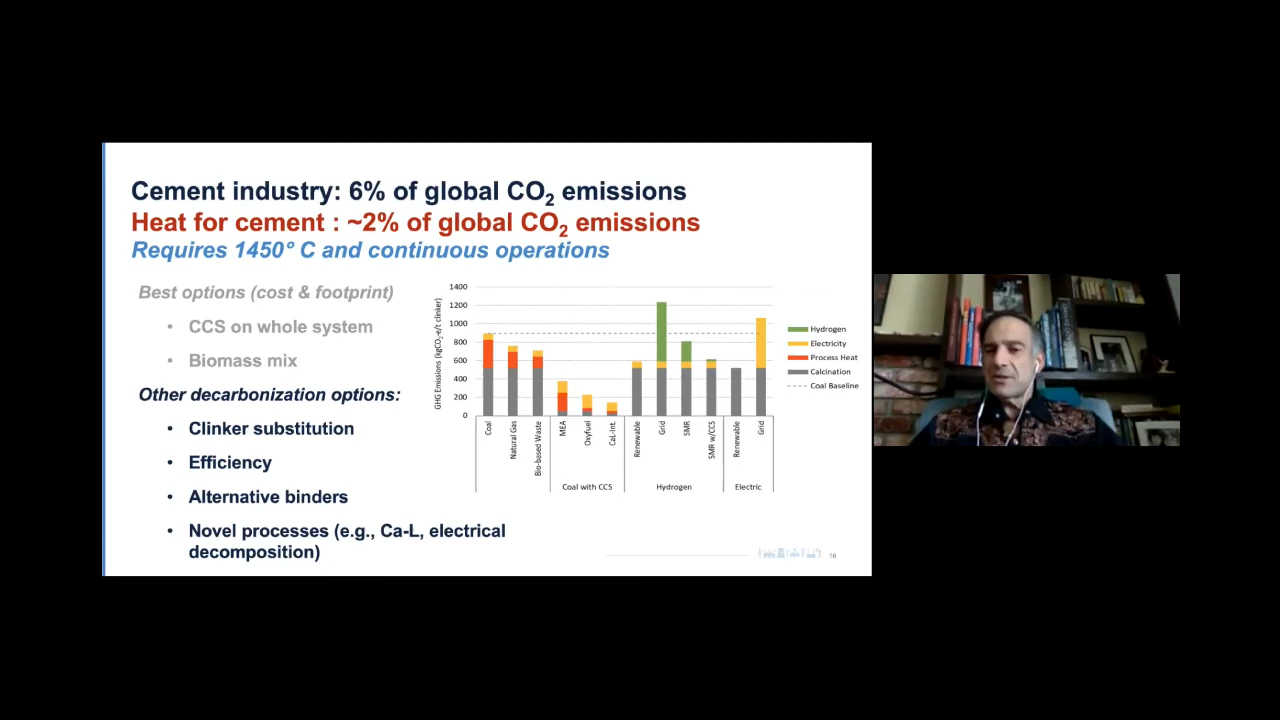 Cement industry: 6% of global CO2 emissions
Heat for cement : ~2% of global CO2 emissions
Requires 1450° C and continuous operations
Best options (cost & footprint)
• CCS on whole system
• Biomass mix
Other decarbonization options:
• Clinker substitution
• Efficiency
• Alternative binders
• Novel processes (e.g., Ca-L, electrical
decomposition)
GHG Emissions (kgCO2-e/t clinker)
1400
1200
1000
800
600
400
200
0
Coal
Natural Gas
Bio-based Waste
MEA
Oxyfuel
CaL-Int.
Renewable
Grid
SMR
SMR w/CCS
Renewable
Grid
Coal with CCS
Hydrogen
Electric
Hydrogen
Electricity
Process Heat
Calcination
Coal Baseline
16